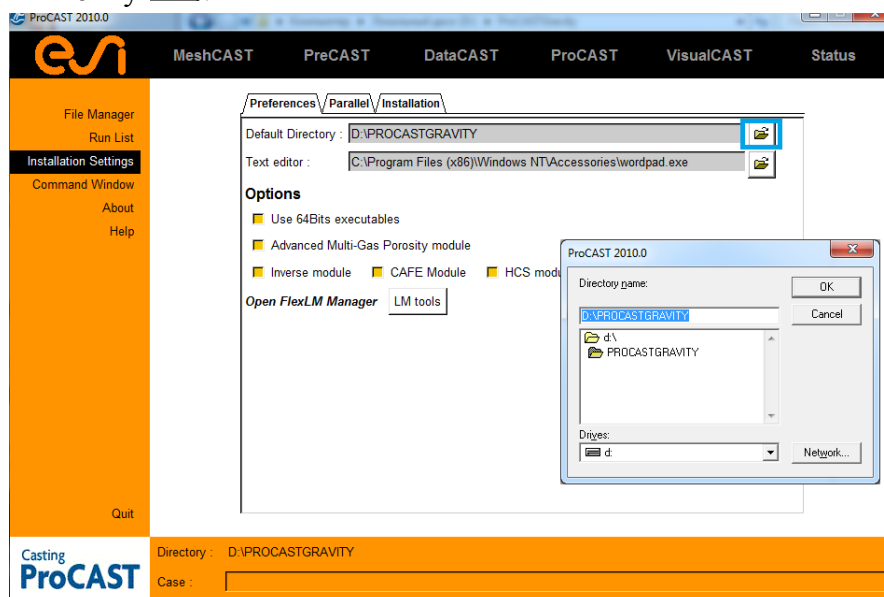 ProCAST 2010.0
esi
MeshCAST PreCAST DataCAST ProCAST VisualCAST Status
File Manager
Run List
Installation Settings
Command Window
About
Help
Quit
Preferences Parallel Installation
Default Directory : D:\PROCASTGRAVITY
Text editor : C:\Program Files (x86)\Windows NT\Accessories\wordpad.exe
Options
Use 64Bits executables
Advanced Multi-Gas Porosity module
Inverse module CAFE Module HCS modu
Open FlexLM Manager LM tools
ProCAST 2010.0
Directory name:
OK
D:\PROCASTGRAVITY
Cancel
d:\
PROCASTGRAVITY
Drives:
d:
Network...
Casting
ProCAST
Directory : D:\PROCASTGRAVITY
Case :